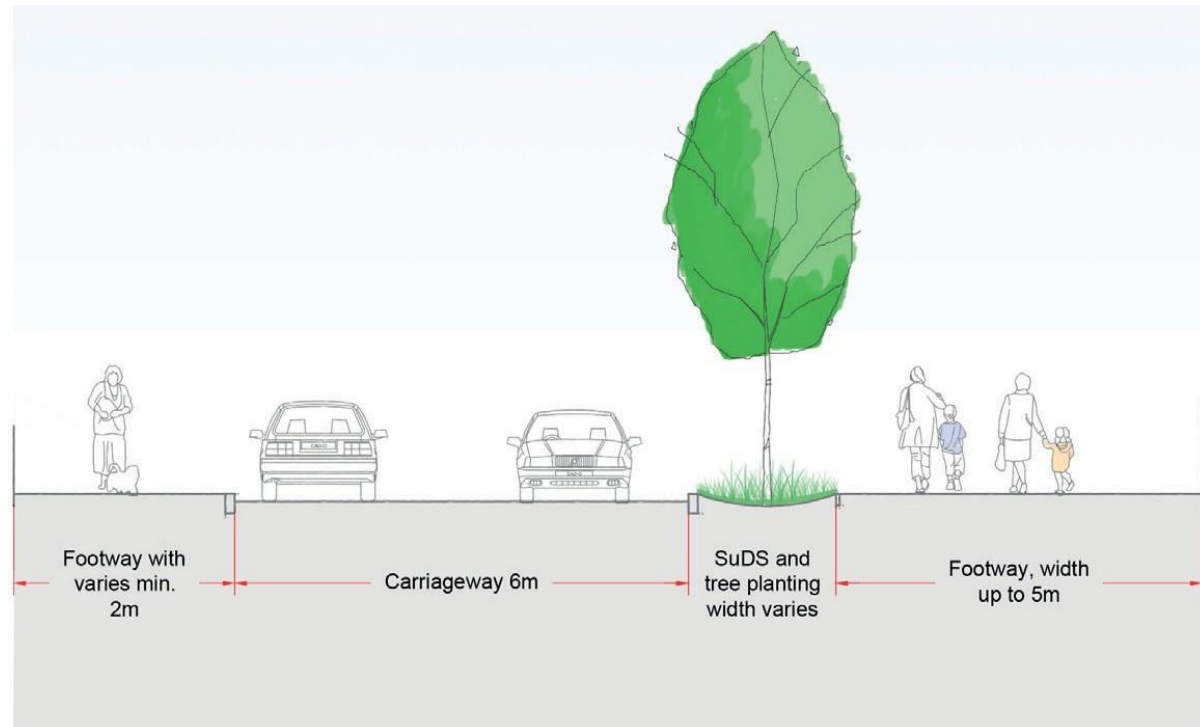 Footway with
varies min.
2m
Carriageway 6m
SuDS and
tree planting
width varies
Footway, width
up to 5m